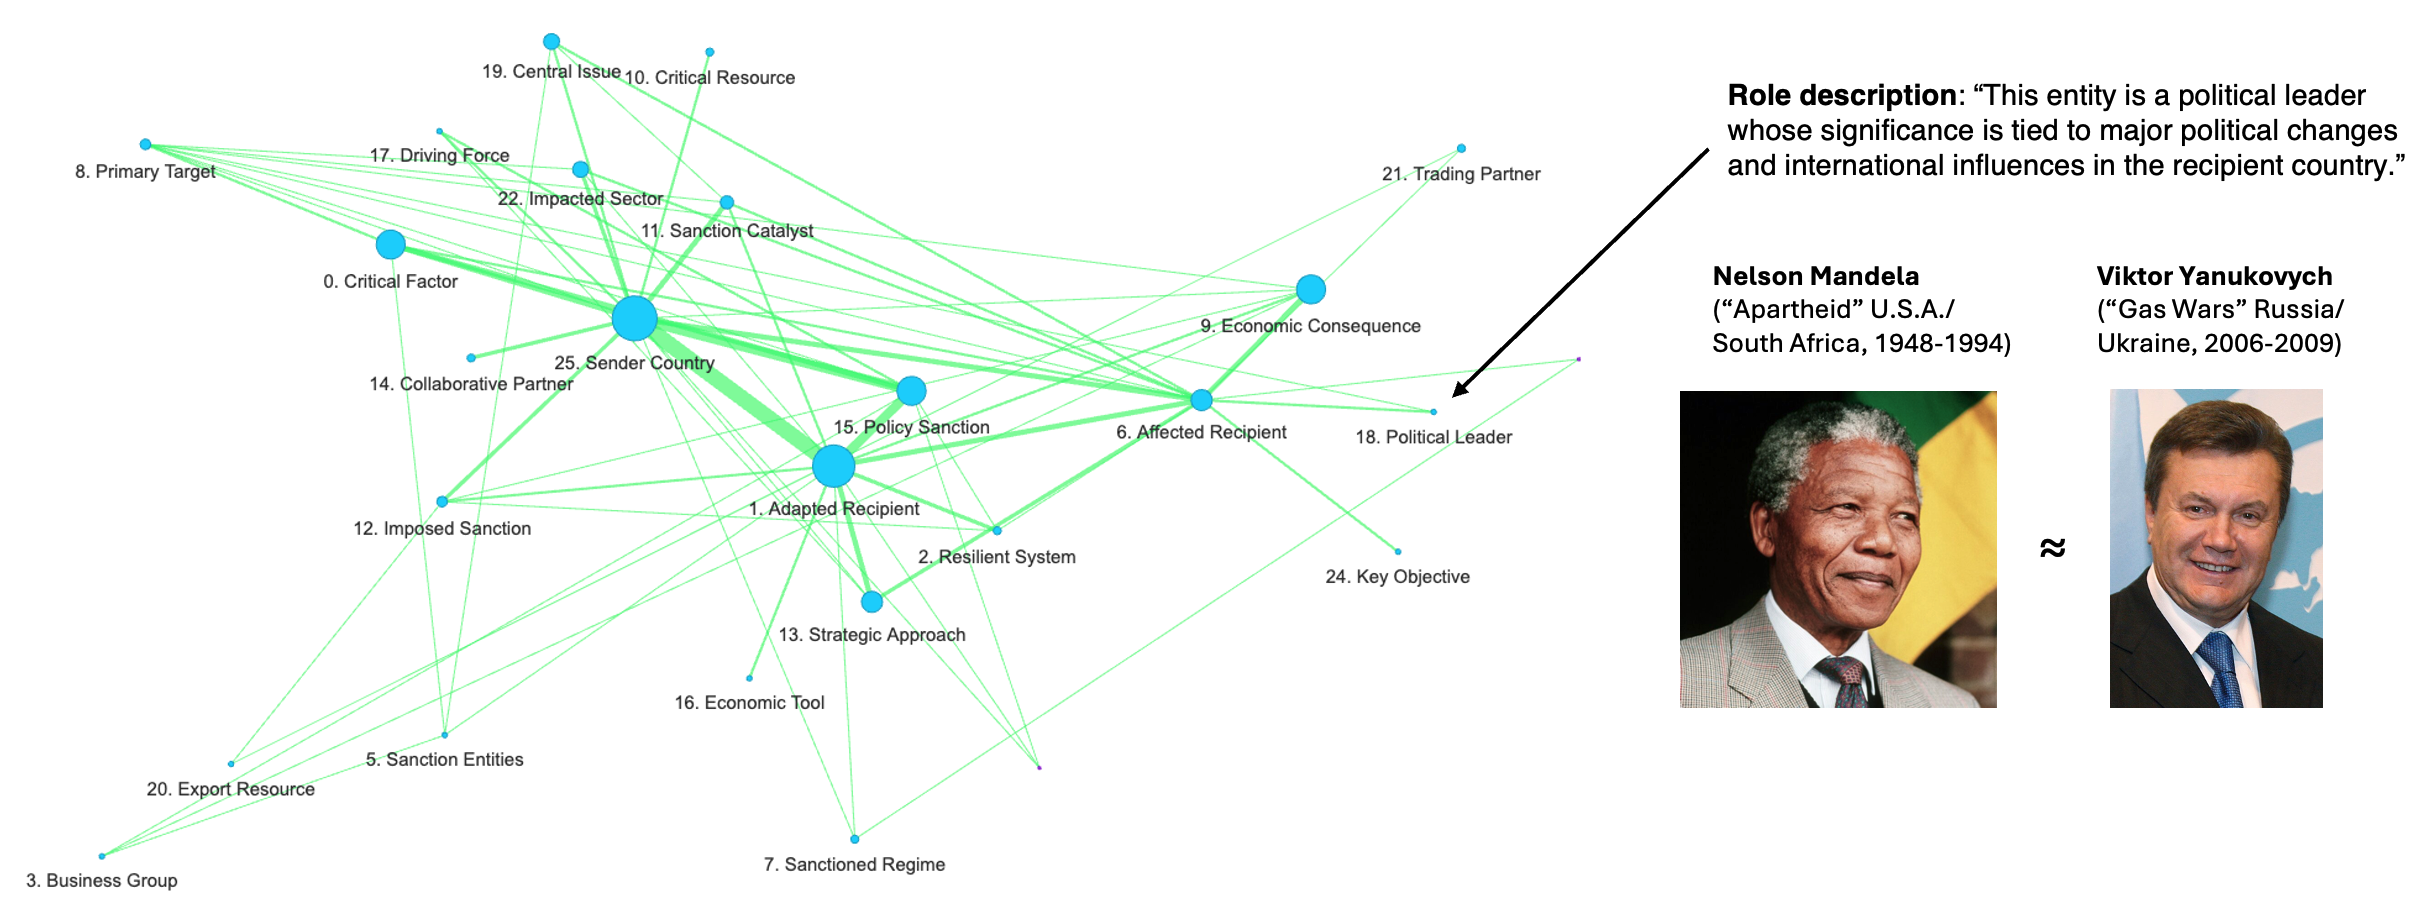 19. Central Issue
10. Critical Resource
17. Driving Force
8. Primary Target
22. Impacted Sector
11. Sanction Catalyst
0. Critical Factor
21. Trading Partner
9. Economic Consequence
25. Sender Country
14. Collaborative Partner
15. Policy Sanction
6. Affected Recipient
18. Political Leader
1. Adapted Recipient
12. Imposed Sanction
2. Resilient System
24. Key Objective
13. Strategic Approach
16. Economic Tool
5. Sanction Entities
20. Export Resource
7. Sanctioned Regime
3. Business Group
Role description: “This entity is a political leader
whose significance is tied to major political changes
and international influences in the recipient country.”
Nelson Mandela
(“Apartheid” U.S.A./
South Africa, 1948-1994)
Viktor Yanukovych
(“Gas Wars” Russia/
Ukraine, 2006-2009)
≈